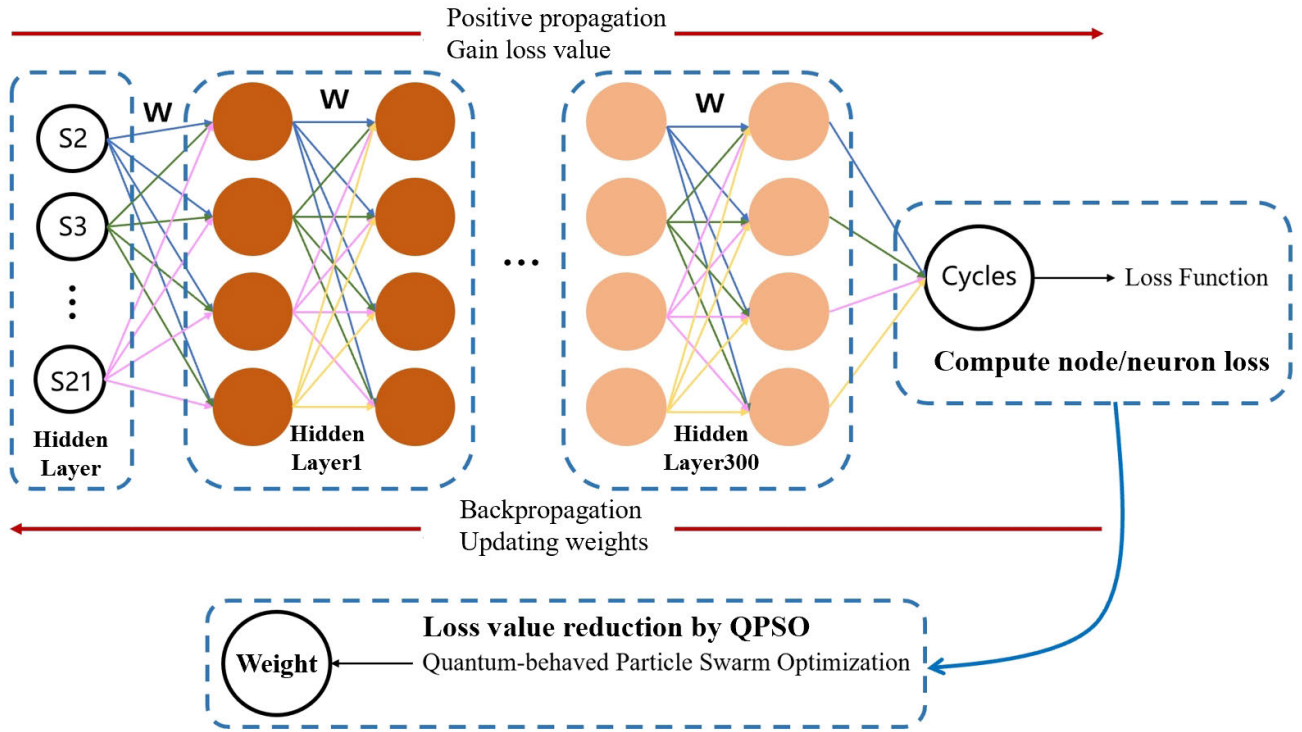 Positive propagation
Gain loss value
W
W
W
S2
S3
S21
Hidden
Layer
Hidden
Layer1
...
Hidden
Layer300
Cycles
Loss Function
Compute node/neuron loss
Backpropagation
Updating weights
Loss value reduction by QPSO
Weight
Quantum-behaved Particle Swarm Optimization